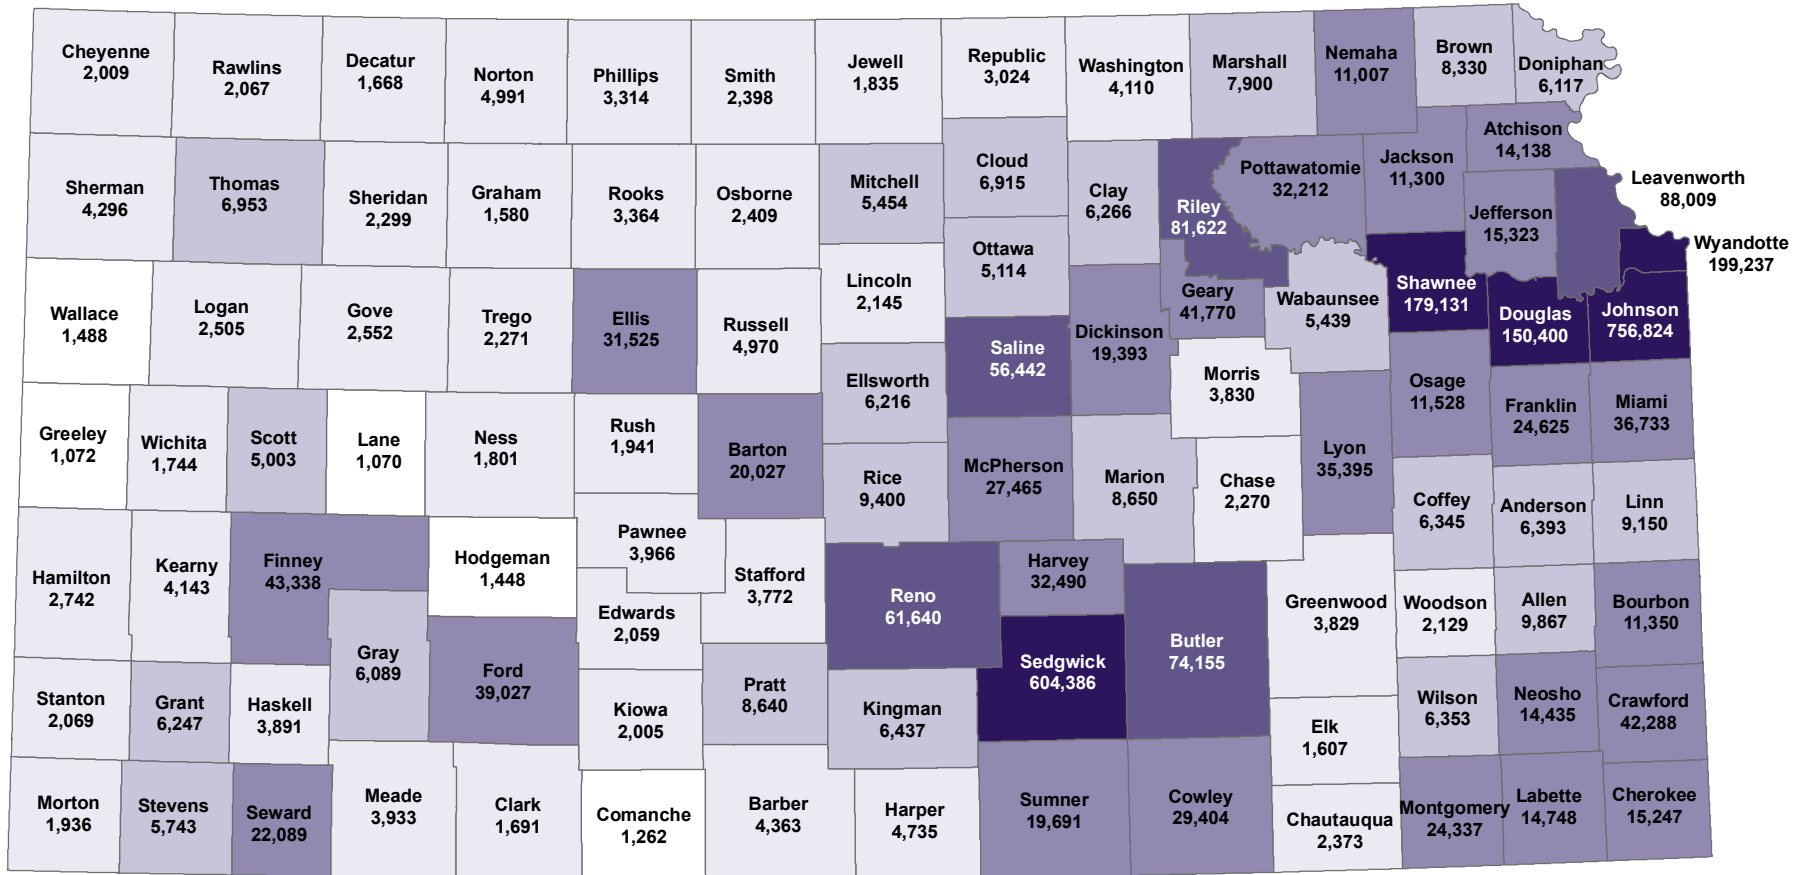 Cheyenne
2,009
Rawlins
2,067
Decatur
1,668
Norton
4,991
Phillips
3,314
Smith
2,398
Jewell
1,835
Republic
3,024
Washington
4,110
Marshall
7,900
Nemaha
11,007
Brown
8,330
Doniphan
6,117
Atchison
14,138
Sherman
4,296
Thomas
6,953
Sheridan
2,299
Graham
1,580
Rooks
3,364
Osborne
2,409
Mitchell
5,454
Cloud
6,915
Clay
6,266
Riley
81,622
Pottawatomie
32,212
Jackson
11,300
Jefferson
15,323
Leavenworth
88,009
Wyandotte
199,237
Wallace
1,488
Logan
2,505
Gove
2,552
Trego
2,271
Ellis
31,525
Russell
4,970
Lincoln
2,145
Ottawa
5,114
Saline
56,442
Dickinson
19,393
Geary
41,770
Wabaunsee
5,439
Shawnee
179,131
Douglas
150,400
Johnson
756,824
Greeley
1,072
Wichita
1,744
Scott
5,003
Lane
1,070
Ness
1,801
Rush
1,941
Barton
20,027
Ellsworth
6,216
Rice
9,400
McPherson
27,465
Marion
8,650
Morris
3,830
Chase
2,270
Lyon
35,395
Osage
11,528
Franklin
24,625
Miami
36,733
Coffey
6,345
Anderson
6,393
Linn
9,150
Hamilton
2,742
Kearny
4,143
Finney
43,338
Hodgeman
1,448
Pawnee
3,966
Edwards
2,059
Stafford
3,772
Reno
61,640
Harvey
32,490
Sedgwick
604,386
Butler
74,155
Greenwood
3,829
Woodson
2,129
Allen
9,867
Bourbon
11,350
Stanton
2,069
Grant
6,247
Haskell
3,891
Gray
6,089
Ford
39,027
Kiowa
2,005
Pratt
8,640
Kingman
6,437
Elk
1,607
Wilson
6,353
Neosho
14,435
Crawford
42,288
Morton
1,936
Stevens
5,743
Seward
22,089
Meade
3,933
Clark
1,691
Comanche
1,262
Barber
4,363
Harper
4,735
Sumner
19,691
Cowley
29,404
Chautauqua
2,373
Montgomery
24,337
Labette
14,748
Cherokee
15,247